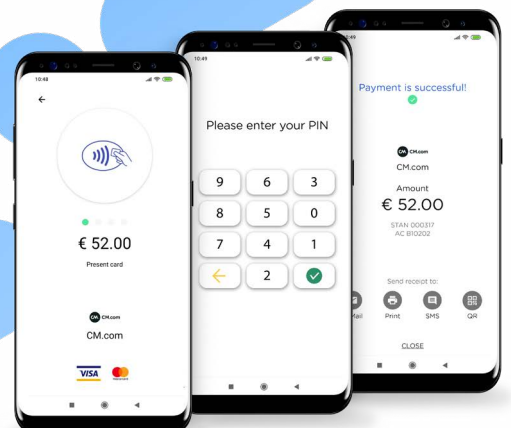 10:48
€ 52.00
Present card
CM CM.com
CM.com
VISA
10:49
Please enter your PIN
9 6 3
8 5 0
7 4 1
2
:49
Payment is successful!
CM CM.com
CM.com
Amount
€ 52.00
STAN 000317
AC B10202
Send receipt to:
Mail Print SMS QR
CLOSE